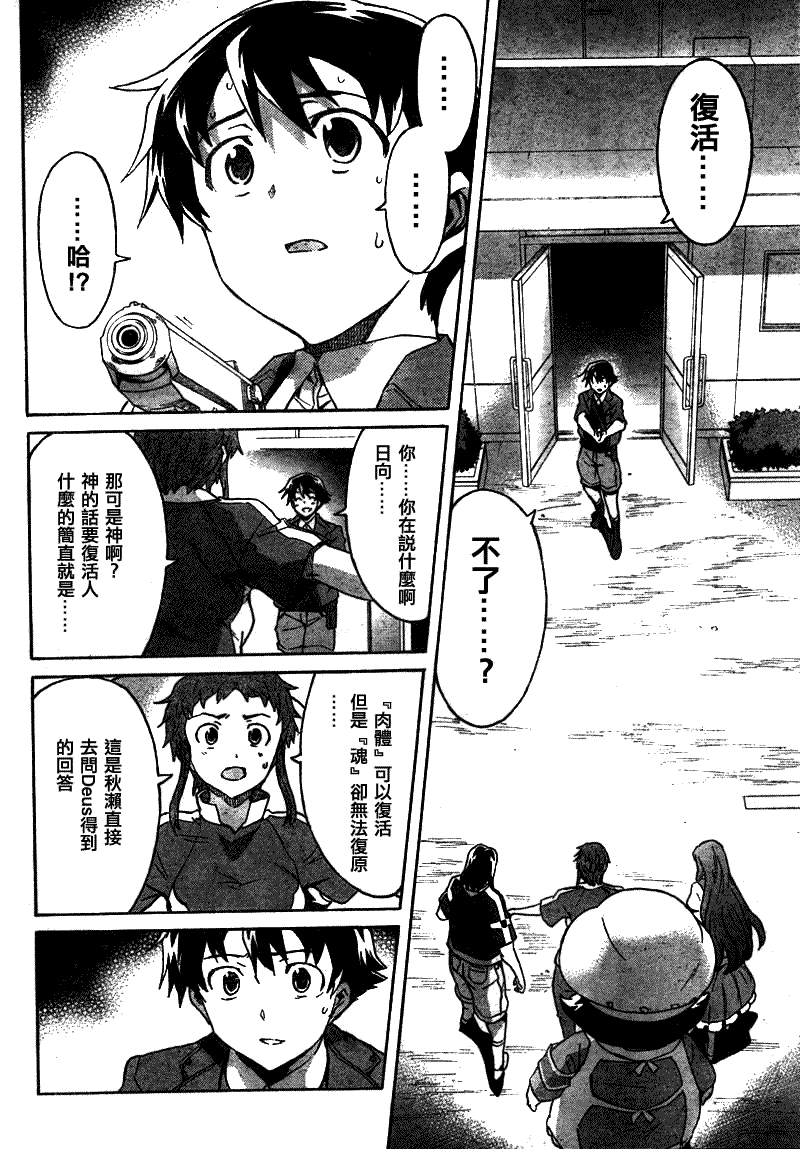 復活……
不了……？
……
……
……哈!?
你……你在説什麼啊
日向……
那可是神啊？
神的話要復活人
什麼的簡直就是……
『肉體』可以復活
但是『魂』卻無法復原
……
這是秋瀨直接
去問Deus得到
的回答